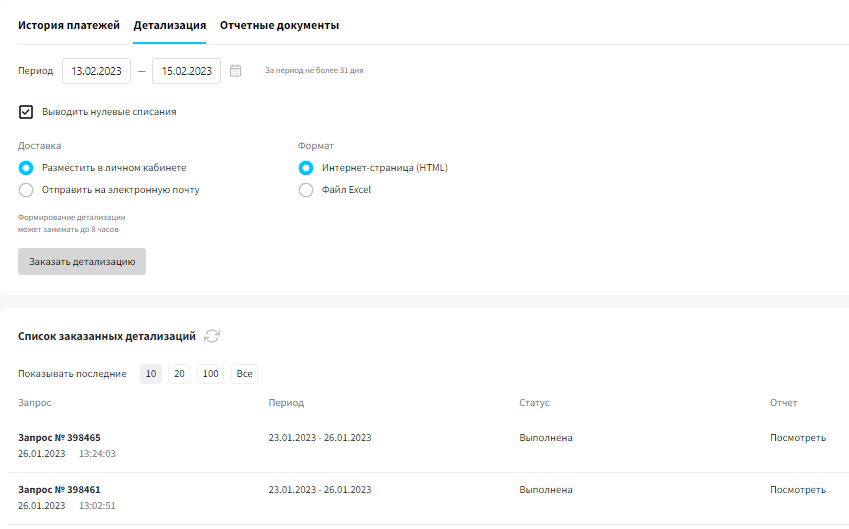 История платежей Детализация Отчетные документы
Период 13.02.2023 — 15.02.2023 За период не более 31 дня
Выводить нулевые списания
Доставка Формат
Разместить в личном кабинете Интернет-страница (HTML)
Отправить на электронную почту Файл Excel
Формирование детализации
может занимать до 8 часов
Заказать детализацию
Список заказанных детализаций
Показывать последние 10 20 100 Все
Запрос Период Статус Отчет
Запрос № 398465 23.01.2023 - 26.01.2023 Выполнена Посмотреть
26.01.2023 13:24:03
Запрос № 398461 23.01.2023 - 26.01.2023 Выполнена Посмотреть
26.01.2023 13:02:51